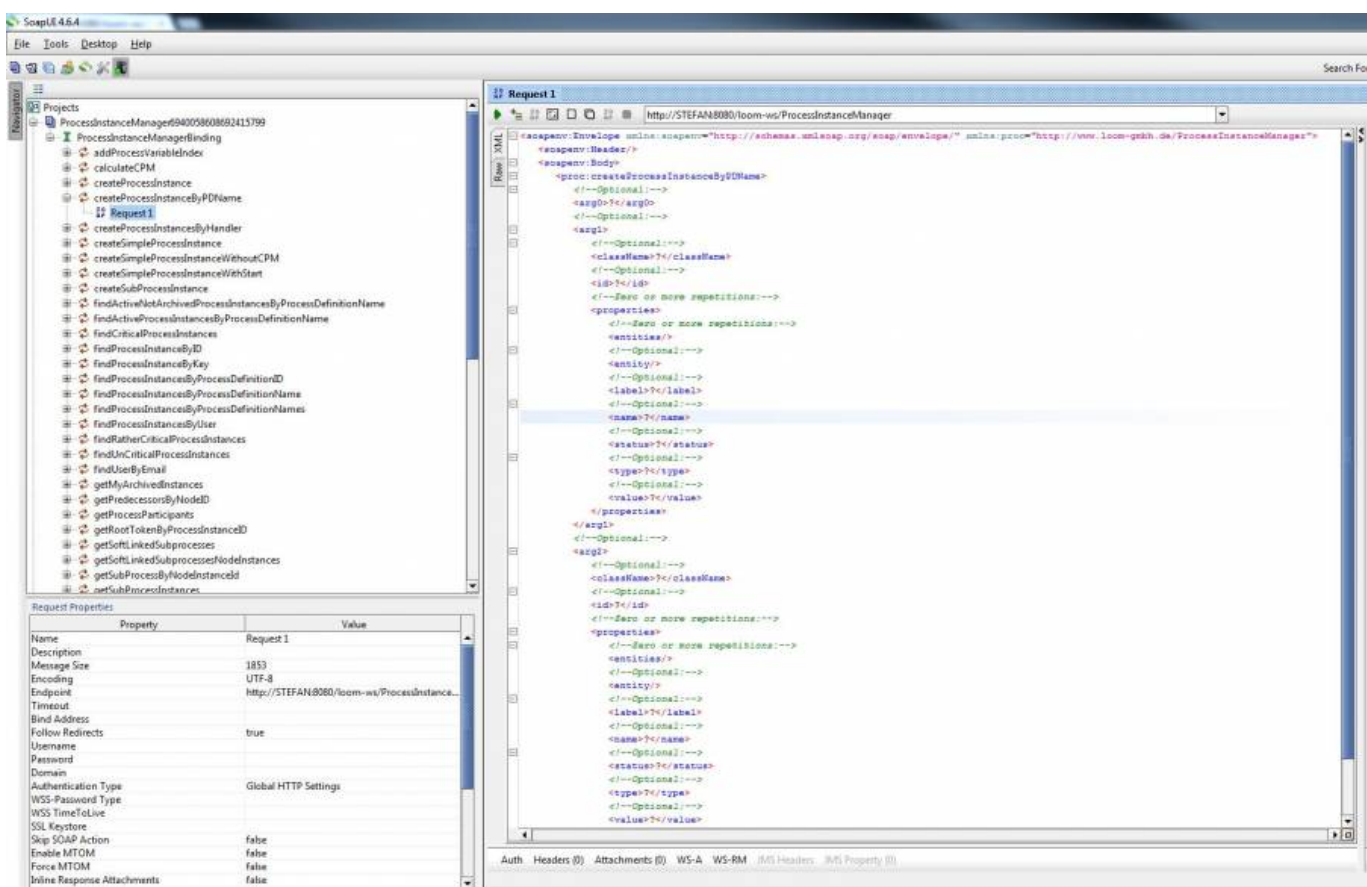 SoapUI 4.6.4
File Tools Desktop Help
Search Fo
Navigator
Projects
ProcessInstanceManager6940058608692415799
ProcessInstanceManagerBinding
addProcessVariableIndex
calculateCPM
createProcessInstance
createProcessInstanceByPDName
Request 1
createProcessInstancesByHandler
createSimpleProcessInstance
createSimpleProcessInstanceWithoutCPM
createSimpleProcessInstanceWithStart
createSubProcessInstance
findActiveNotArchivedProcessInstancesByProcessDefinitionName
findActiveProcessInstancesByProcessDefinitionName
findCriticalProcessInstances
findProcessInstanceByID
findProcessInstanceByKey
findProcessInstancesByProcessDefinitionID
findProcessInstancesByProcessDefinitionName
findProcessInstancesByProcessDefinitionNames
findProcessInstancesByUser
findRatherCriticalProcessInstances
findUnCriticalProcessInstances
findUserByEmail
getMyArchivedInstances
getPredecessorsByNodeID
getProcessParticipants
getRootTokenByProcessInstanceID
getSoftLinkedSubprocesses
getSoftLinkedSubprocessesNodeInstances
getSubProcessByNodeInstanceId
getSubProcessInstances
Request Properties
Property Value
Name Request 1
Description
Message Size 1853
Encoding UTF-8
Endpoint http://STEFAN:8080/loom-ws/ProcessInstance...
Timeout
Bind Address
Follow Redirects true
Username
Password
Domain
Authentication Type Global HTTP Settings
WSS-Password Type
WSS TimeToLive
SSL Keystore
Skip SOAP Action false
Enable MTOM false
Force MTOM false
Inline Response Attachments false
Request 1
http://STEFAN:8080/loom-ws/ProcessInstanceManager
XML
Raw
<soapenv:Envelope xmlns:soapenv="http://schemas.xmlsoap.org/soap/envelope/" xmlns:proc="http://www.loom-gmbh.de/ProcessInstanceManager">
<soapenv:Header/>
<soapenv:Body>
<proc:createProcessInstanceByPDName>
<!--Optional:-->
<arg0>?</arg0>
<!--Optional:-->
<arg1>
<!--Optional:-->
<className>?</className>
<!--Optional:-->
<id>?</id>
<!--Zero or more repetitions:-->
<properties>
<!--Zero or more repetitions:-->
<entities/>
<!--Optional:-->
<entity/>
<!--Optional:-->
<label>?</label>
<!--Optional:-->
<name>?</name>
<!--Optional:-->
<status>?</status>
<!--Optional:-->
<type>?</type>
<!--Optional:-->
<value>?</value>
</properties>
</arg1>
<!--Optional:-->
<arg2>
<!--Optional:-->
<className>?</className>
<!--Optional:-->
<id>?</id>
<!--Zero or more repetitions:-->
<properties>
<!--Zero or more repetitions:-->
<entities/>
<!--Optional:-->
<entity/>
<!--Optional:-->
<label>?</label>
<!--Optional:-->
<name>?</name>
<!--Optional:-->
<status>?</status>
<!--Optional:-->
<type>?</type>
<!--Optional:-->
<value>?</value>
Auth Headers (0) Attachments (0) WS-A WS-RM JMS Headers JMS Property (0)